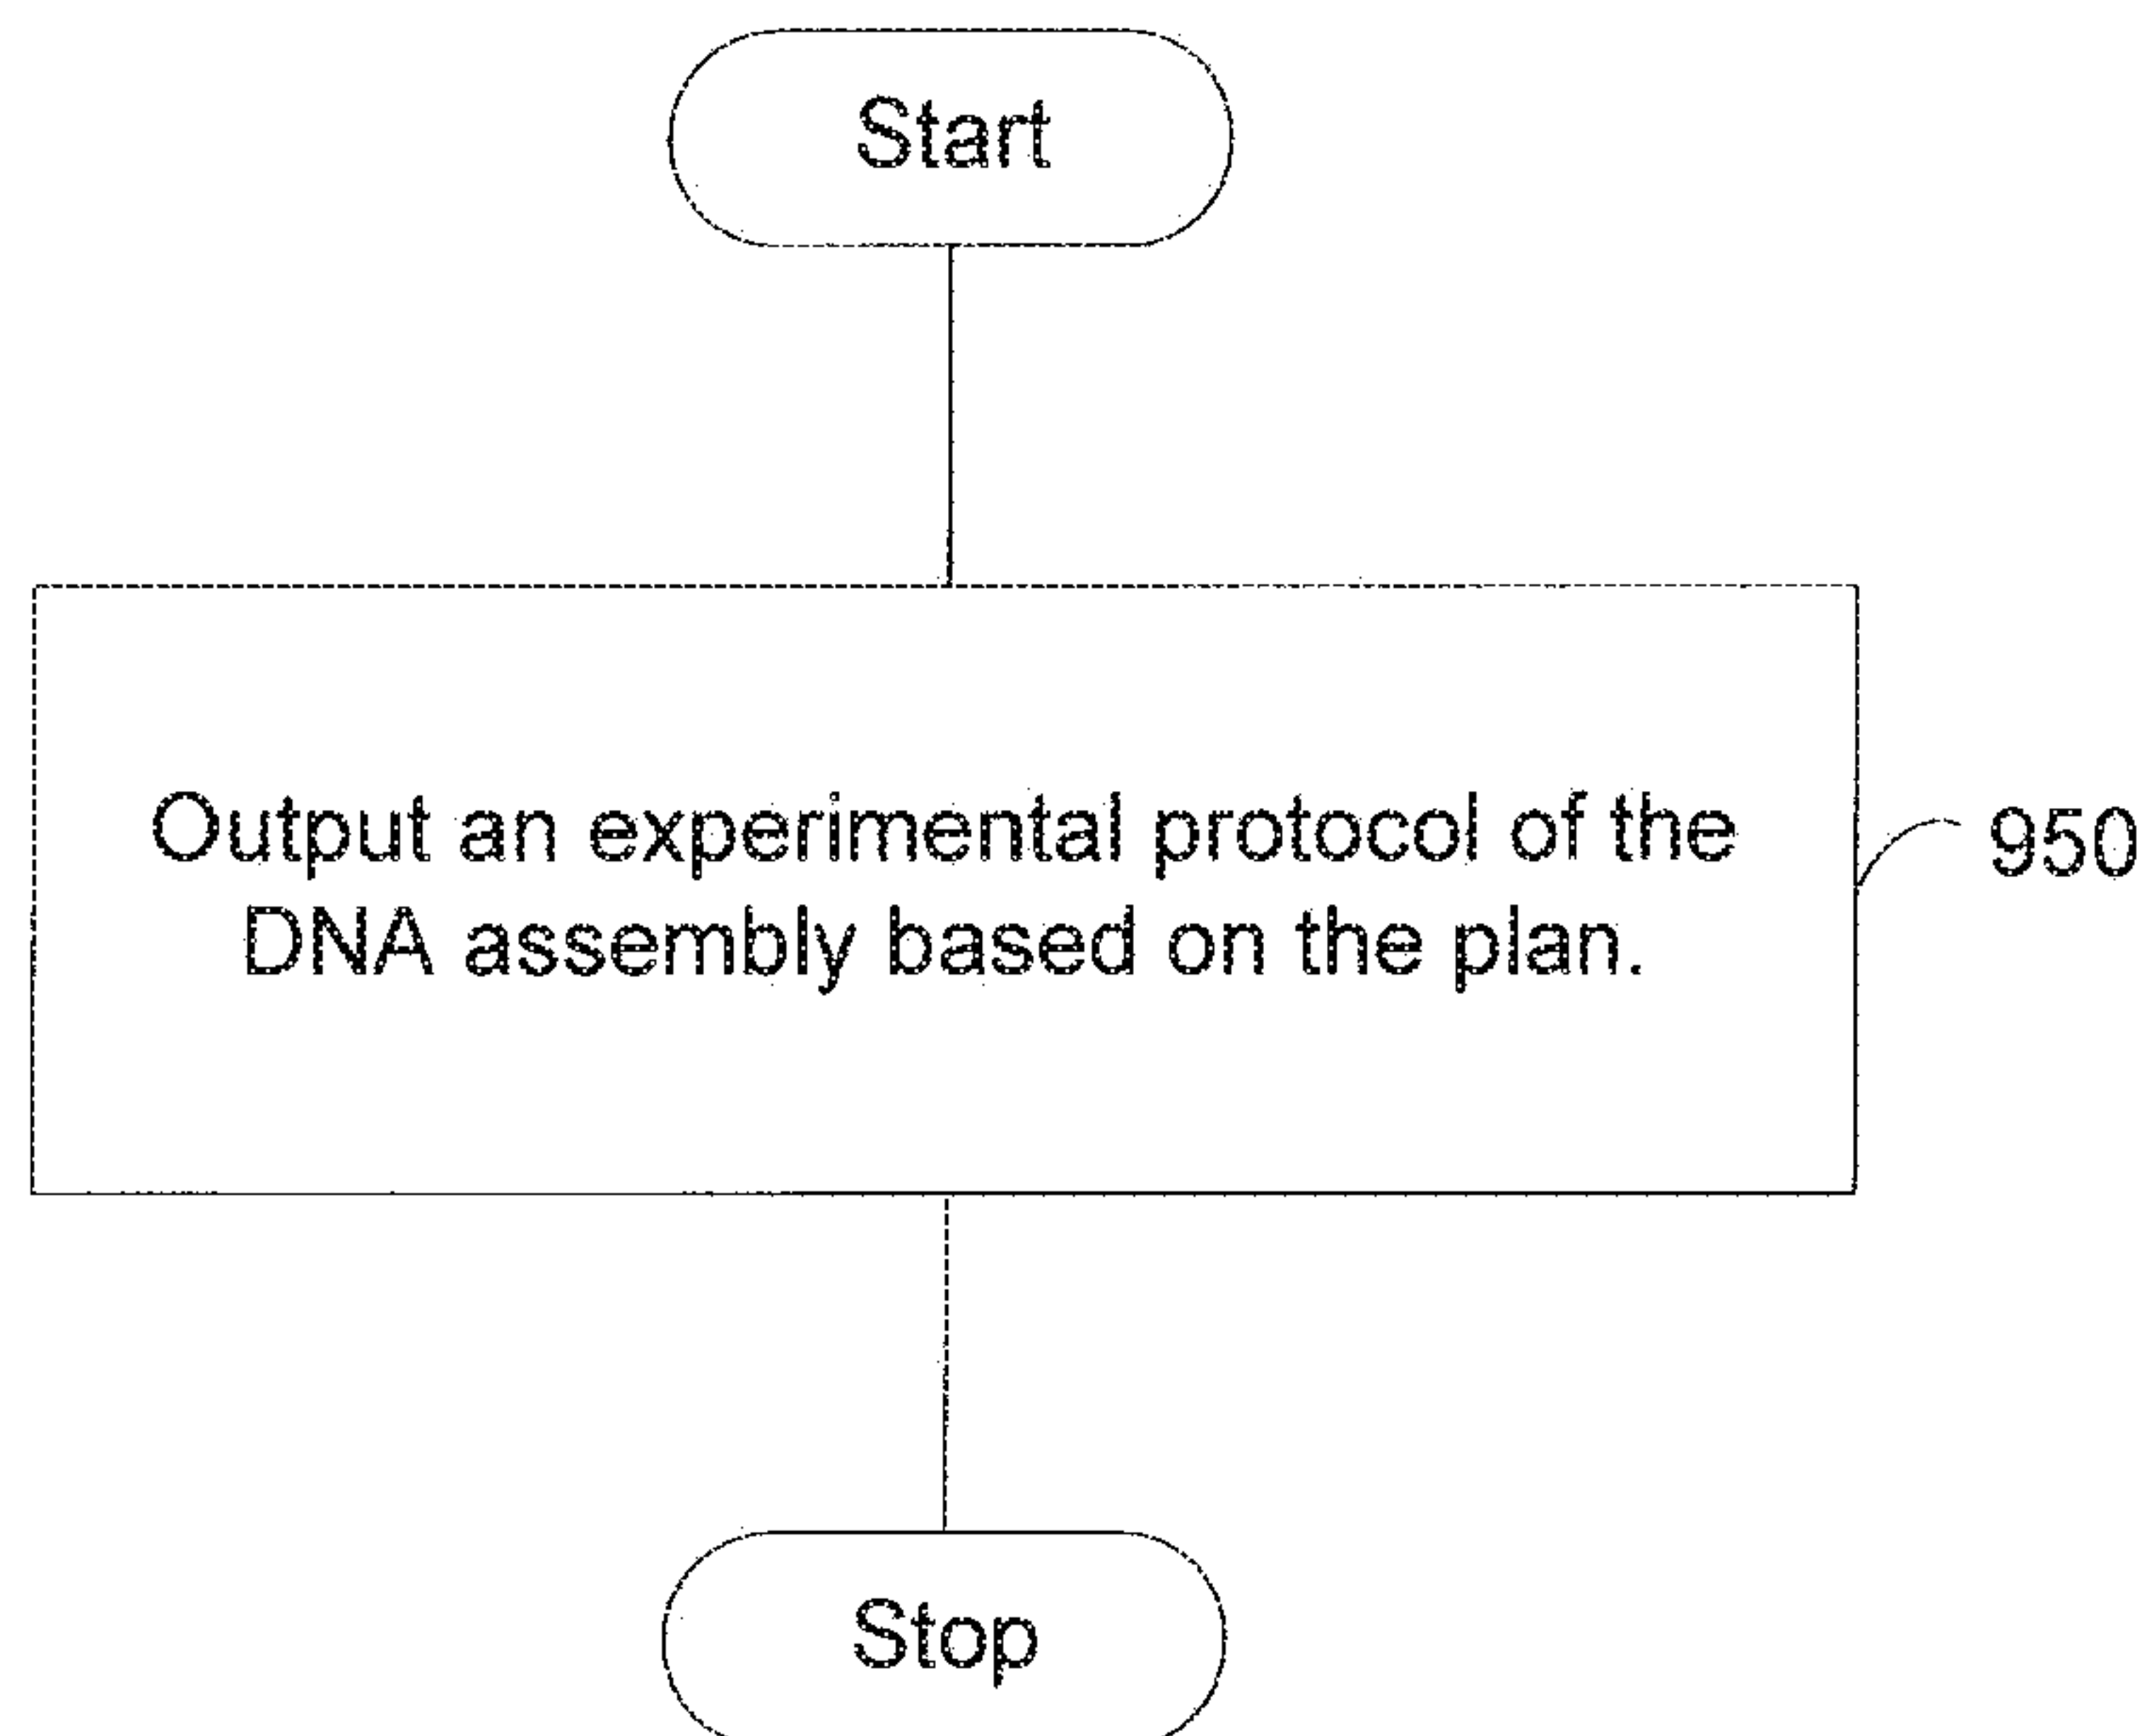 Start
Output an experimental protocol of the
DNA assembly based on the plan.
950
Stop